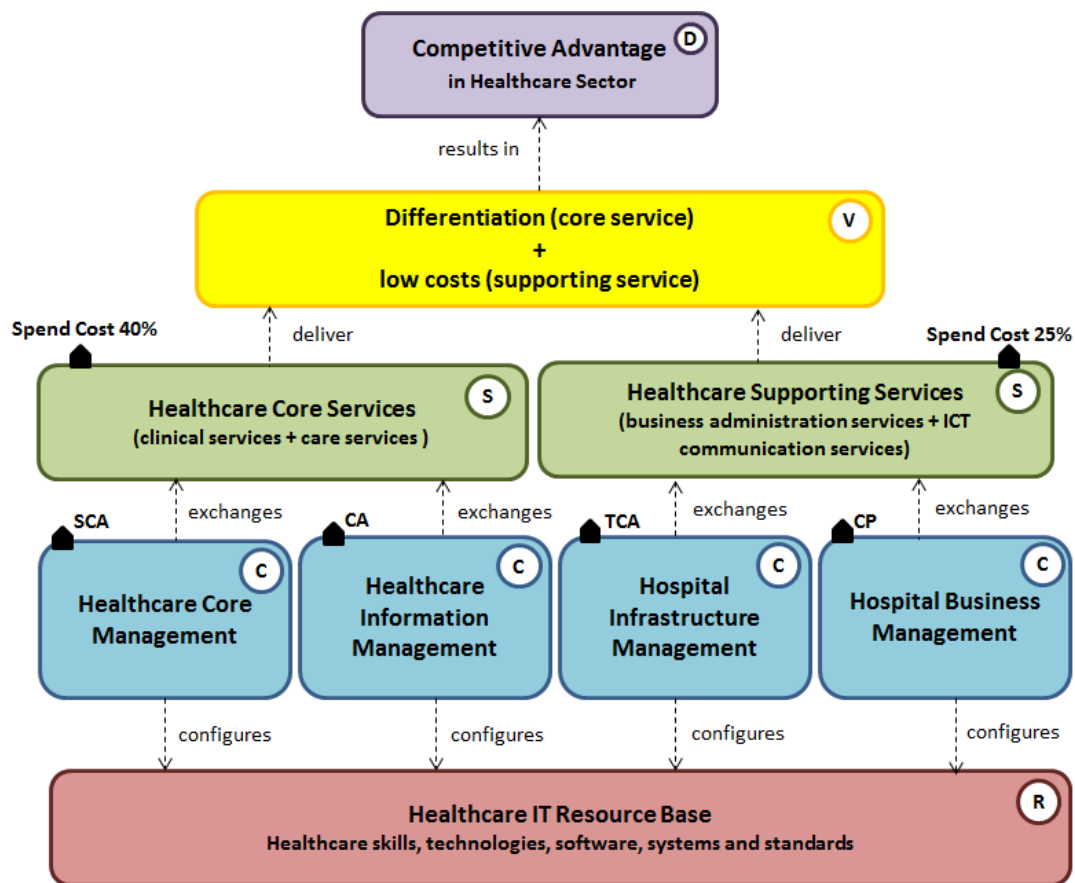 Competitive Advantage
in Healthcare Sector
D
results in
Differentiation (core service)
+
low costs (supporting service)
V
Spend Cost 40%
deliver
deliver
Spend Cost 25%
Healthcare Core Services
(clinical services + care services )
S
Healthcare Supporting Services
(business administration services + ICT
communication services)
S
SCA
exchanges
CA
exchanges
TCA
exchanges
CP
exchanges
Healthcare Core
Management
C
Healthcare
Information
Management
C
Hospital
Infrastructure
Management
C
Hospital Business
Management
C
configures
configures
configures
configures
Healthcare IT Resource Base
Healthcare skills, technologies, software, systems and standards
R